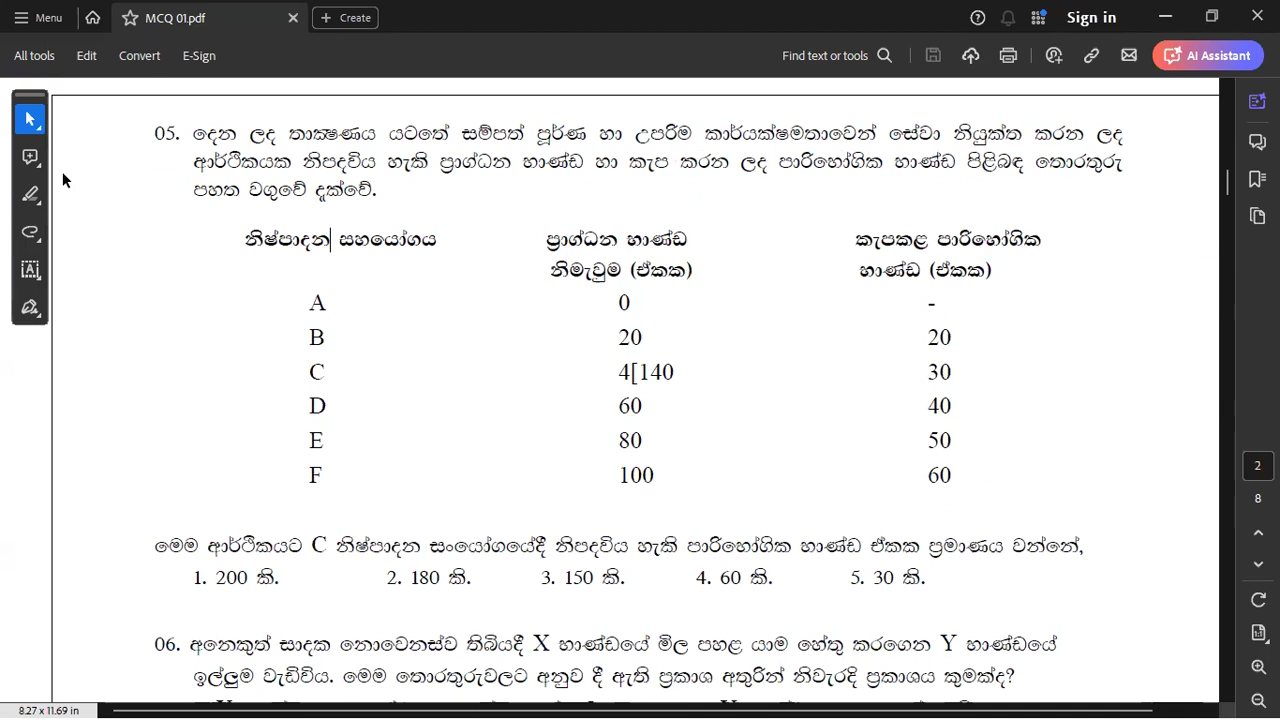 Menu
MCQ 01.pdf
Create
Sign in
All tools Edit Convert E-Sign
Find text or tools
AI Assistant
05. දෙන ලද තාක්ෂණය යටතේ සම්පත් පූර්ණ හා උපරිම කාර්යක්ෂමතාවෙන් සේවා නියුක්ත කරන ලද
ආර්ථිකයක නිපදවිය හැකි ප්‍රාග්ධන භාණ්ඩ හා කැප කරන ලද පාරිභෝගික භාණ්ඩ පිළිබඳ තොරතුරු
පහත වගුවේ දැක්වේ.
නිෂ්පාදන සහයෝගය ප්‍රාග්ධන භාණ්ඩ කැපකළ පාරිභෝගික
නිමැවුම (ඒකක) භාණ්ඩ (ඒකක)
A 0 -
B 20 20
C 4[140 30
D 60 40
E 80 50
F 100 60
මෙම ආර්ථිකයට C නිෂ්පාදන සංයෝගයේදී නිපදවිය හැකි පාරිභෝගික භාණ්ඩ ඒකක ප්‍රමාණය වන්නේ,
1. 200 කි. 2. 180 කි. 3. 150 කි. 4. 60 කි. 5. 30 කි.
06. අනෙකුත් සාදක නොවෙනස්ව තිබියදී X භාණ්ඩයේ මිල පහළ යාම හේතු කරගෙන Y භාණ්ඩයේ
ඉල්ලුම වැඩිවිය. මෙම තොරතුරුවලට අනුව දී ඇති ප්‍රකාශ අතුරින් නිවැරදි ප්‍රකාශය කුමක්ද?
2
8
8.27 x 11.69 in